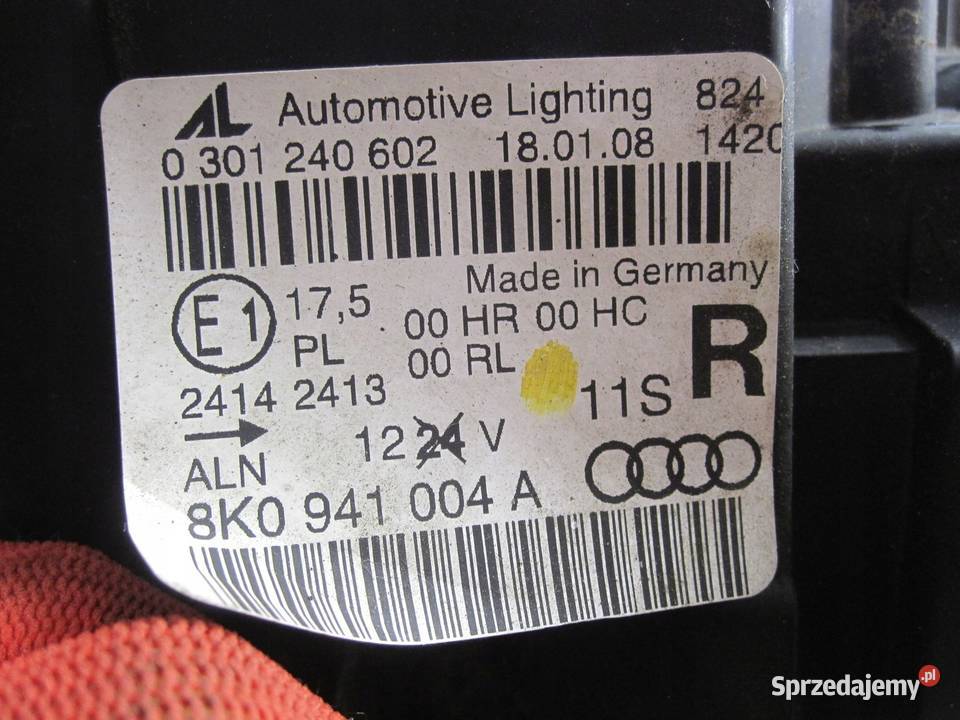 AL Automotive Lighting 824
0 301 240 602 18.01.08 1420
Made in Germany
E1 17,5 00 HR 00 HC R
PL 00 RL
2414 2413 11S
12 24 V
ALN
8K0 941 004 A
Sprzedajemy.pl